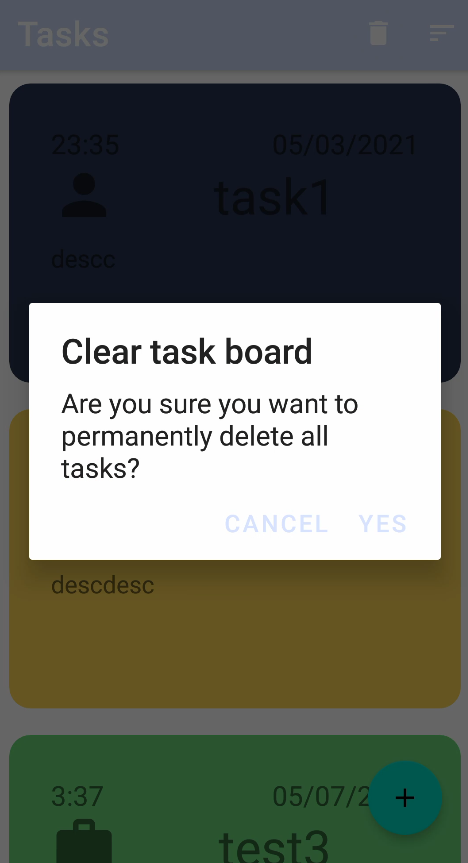 Tasks
23:35 05/03/2021
task1
descc
Clear task board
Are you sure you want to
permanently delete all
tasks?
CANCEL YES
descdesc
3:37 05/07/2
test3